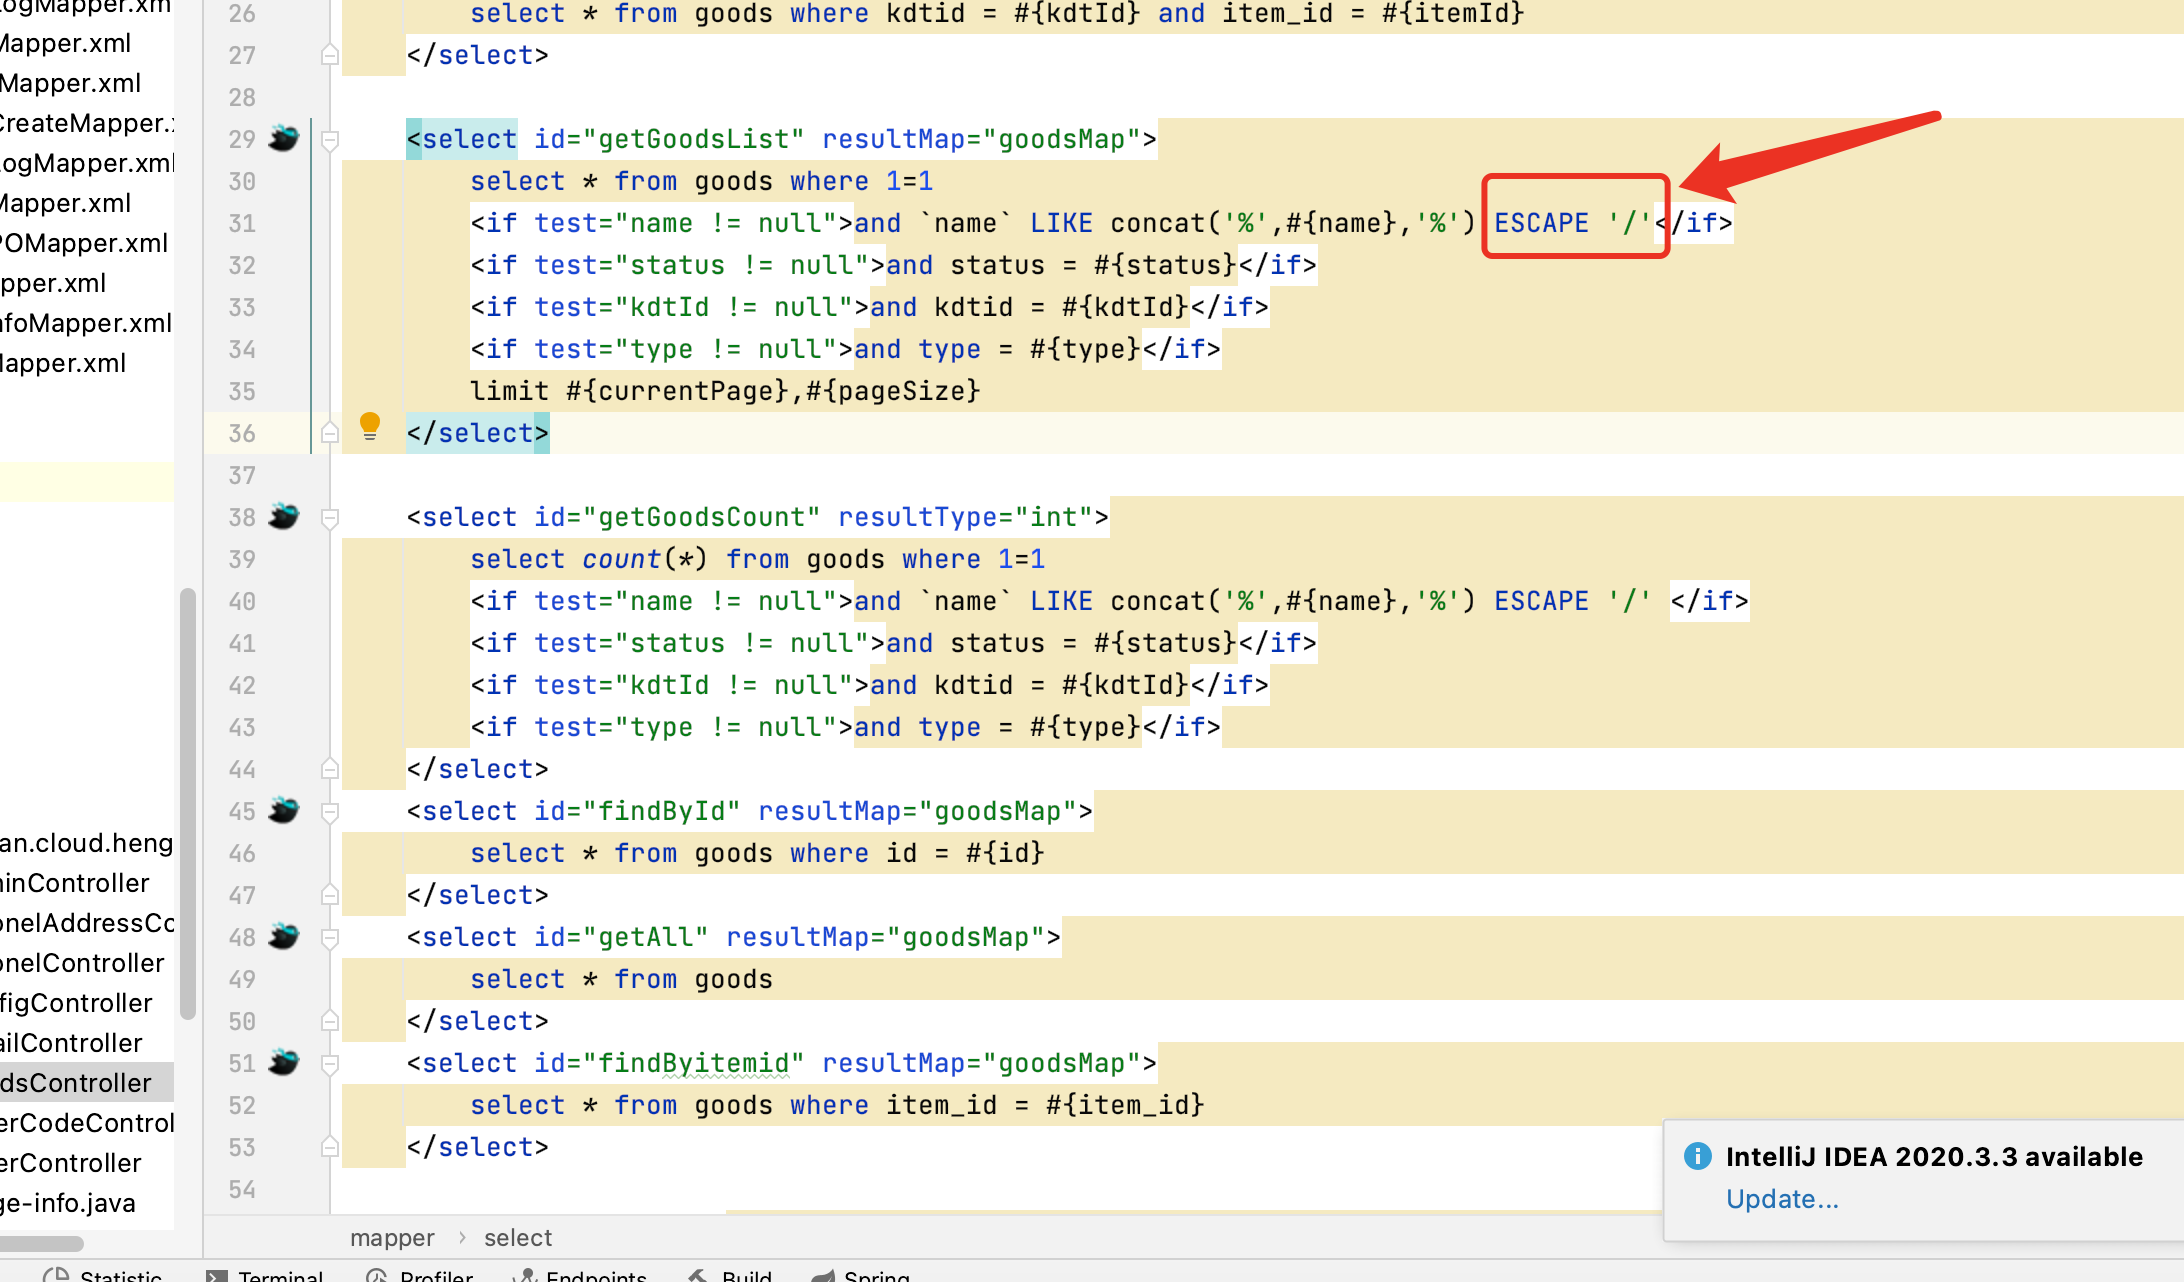 LogMapper.xm
Mapper.xml
Mapper.xml
CreateMapper.
LogMapper.xml
Mapper.xml
POMapper.xml
pper.xml
nfoMapper.xml
Mapper.xml
an.cloud.heng
ninController
onelAddressCo
onelController
figController
ailController
dsController
erCodeControl
erController
ge-info.java
26 select * from goods where kdtid = #{kdtId} and item_id = #{itemId}
27 </select>
28
29 <select id="getGoodsList" resultMap="goodsMap">
30 select * from goods where 1=1
31 <if test="name != null">and `name` LIKE concat('%',#{name},'%') ESCAPE '/'</if>
32 <if test="status != null">and status = #{status}</if>
33 <if test="kdtId != null">and kdtid = #{kdtId}</if>
34 <if test="type != null">and type = #{type}</if>
35 limit #{currentPage},#{pageSize}
36 </select>
37
38 <select id="getGoodsCount" resultType="int">
39 select count(*) from goods where 1=1
40 <if test="name != null">and `name` LIKE concat('%',#{name},'%') ESCAPE '/' </if>
41 <if test="status != null">and status = #{status}</if>
42 <if test="kdtId != null">and kdtid = #{kdtId}</if>
43 <if test="type != null">and type = #{type}</if>
44 </select>
45 <select id="findById" resultMap="goodsMap">
46 select * from goods where id = #{id}
47 </select>
48 <select id="getAll" resultMap="goodsMap">
49 select * from goods
50 </select>
51 <select id="findByitemid" resultMap="goodsMap">
52 select * from goods where item_id = #{item_id}
53 </select>
54
IntelliJ IDEA 2020.3.3 available
Update...
mapper › select
Statistic Terminal Profiler Endpoints Build Spring